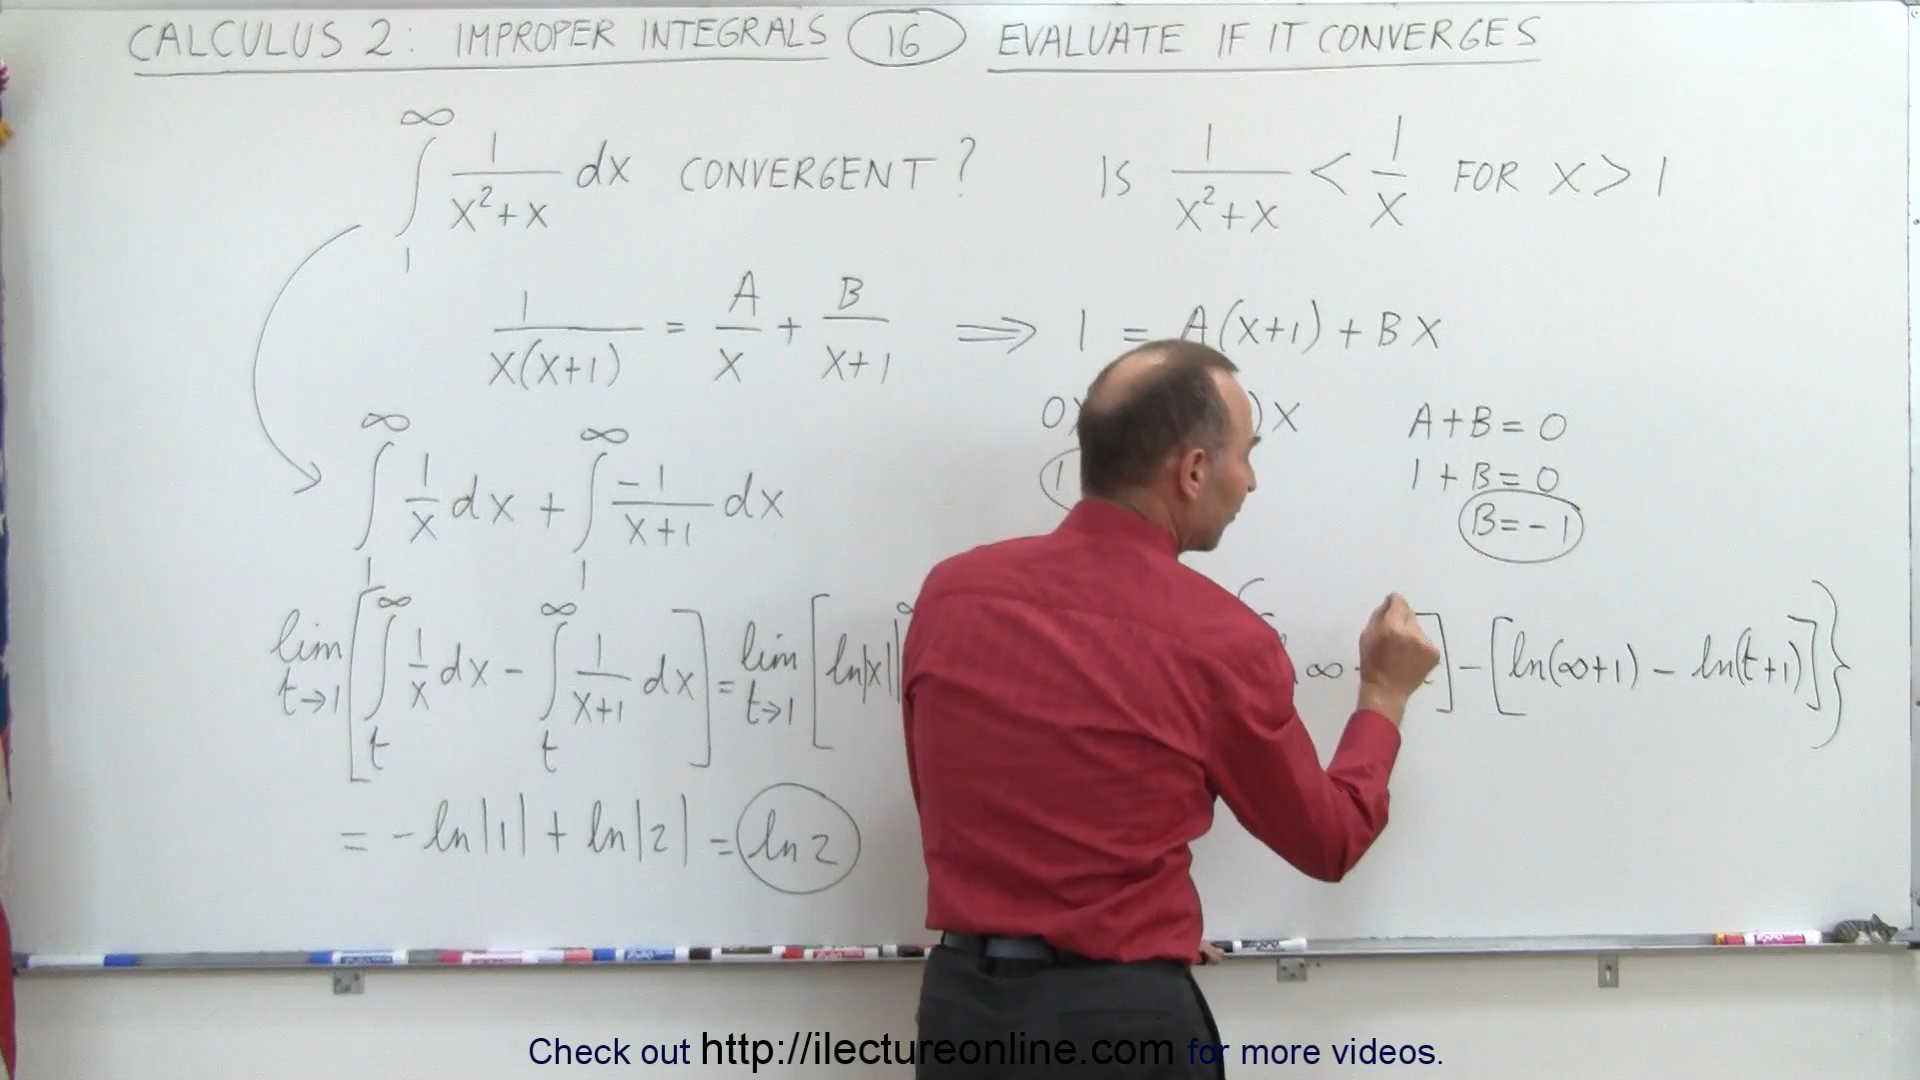 CALCULUS 2: IMPROPER INTEGRALS 16 EVALUATE IF IT CONVERGES
∫₁^∞ 1/(x²+x) dx CONVERGENT? IS 1/(x²+x) < 1/x FOR x > 1
1/(x(x+1)) = A/x + B/(x+1) ⟹ 1 = A(x+1) + Bx
0 )x A+B=0
∫₁^∞ 1/x dx + ∫₁^∞ -1/(x+1) dx 1 1+B=0
B=-1
lim t→1 [∫ₜ^∞ 1/x dx - ∫ₜ^∞ 1/(x+1) dx] = lim t→1 [ln|x|| ∞ ] - [ln(∞+1) - ln(t+1)]}
= -ln|1| + ln|2| = ln 2
Check out http://ilectureonline.com for more videos.